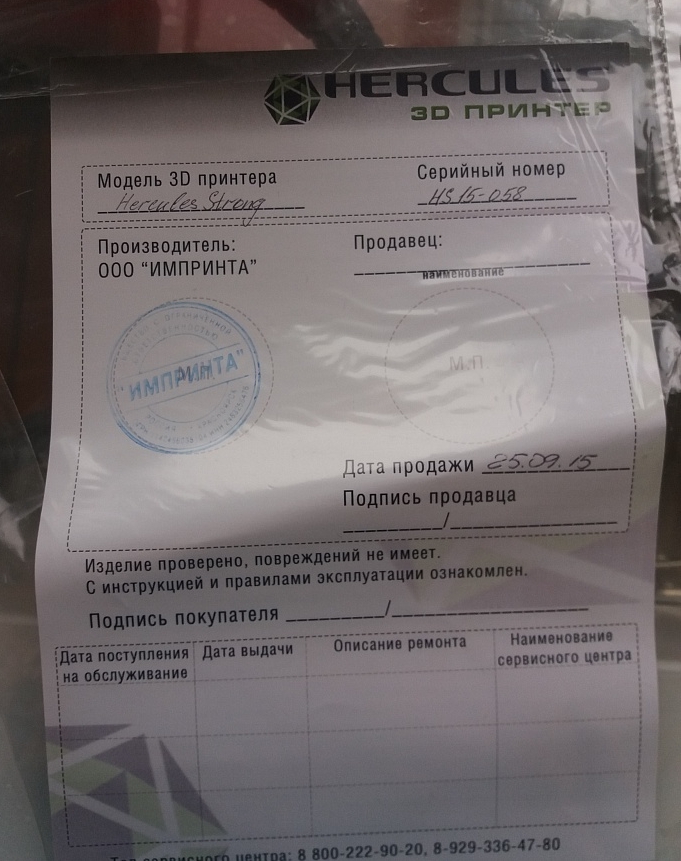 HERCULES
3D ПРИНТЕР
Модель 3D принтера
Hercules Strong
Серийный номер
HS15-058
Производитель:
ООО "ИМПРИНТА"
Продавец:
наименование
ИМПРИНТА"
М.П.
Дата продажи 25.09.15
Подпись продавца
/
Изделие проверено, повреждений не имеет.
С инструкцией и правилами эксплуатации ознакомлен.
Подпись покупателя /
Дата поступления
на обслуживание
Дата выдачи
Описание ремонта
Наименование
сервисного центра
Тел сервисного центра: 8 800-222-90-20, 8-929-336-47-80